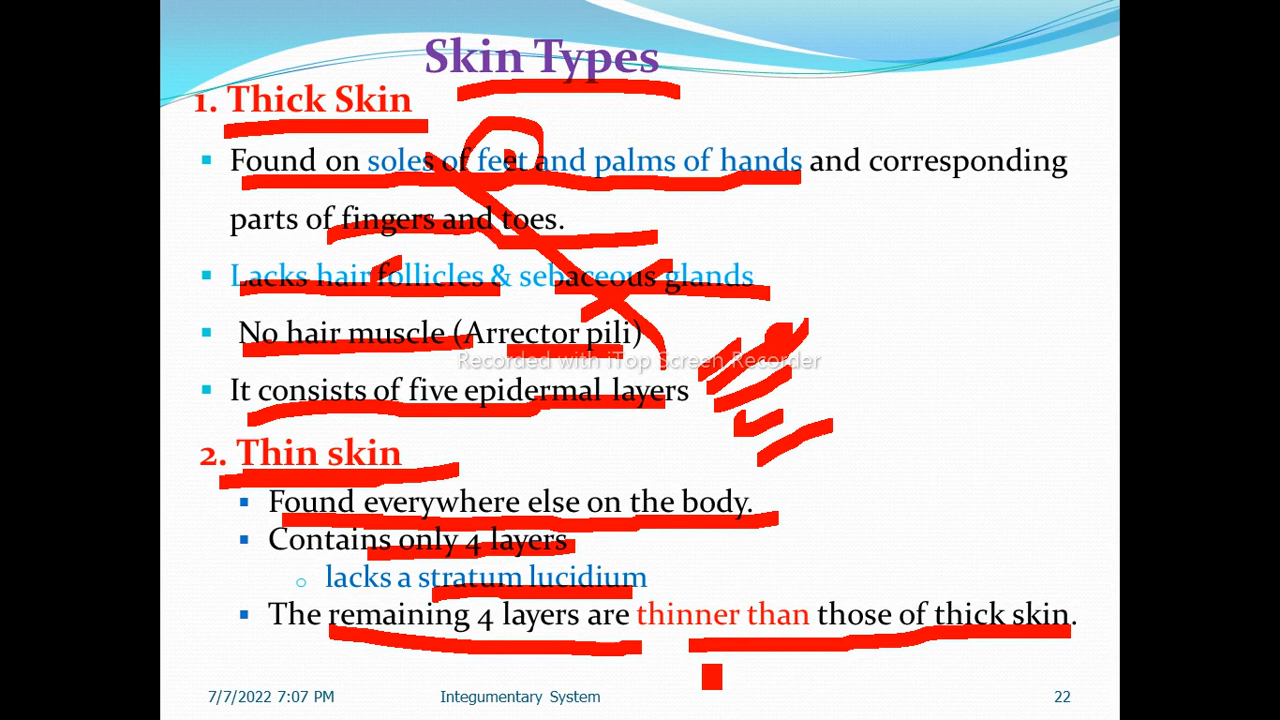 Skin Types
1. Thick Skin
▪ Found on soles of feet and palms of hands and corresponding
parts of fingers and toes.
▪ Lacks hair follicles & sebaceous glands
▪ No hair muscle (Arrector pili)
Recorded with iTop Screen Recorder
▪ It consists of five epidermal layers
2. Thin skin
▪ Found everywhere else on the body.
▪ Contains only 4 layers
o lacks a stratum lucidium
▪ The remaining 4 layers are thinner than those of thick skin.
7/7/2022 7:07 PM Integumentary System 22